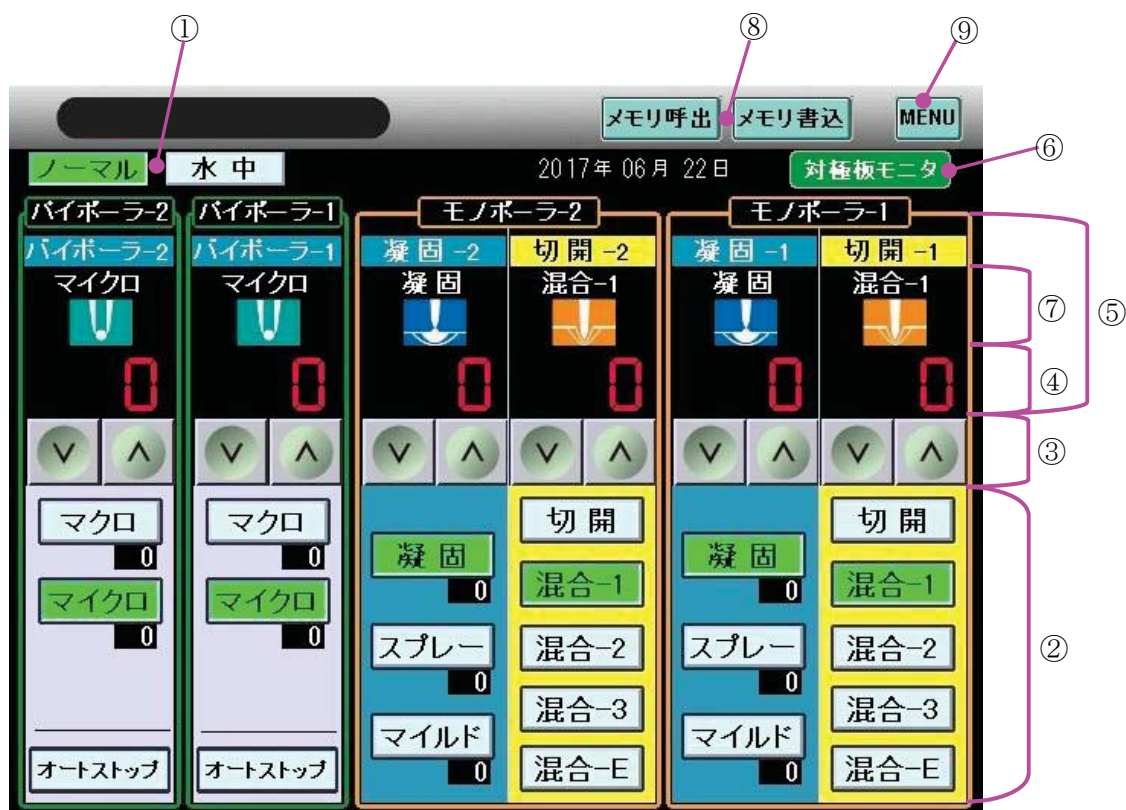 ① ⑧ ⑨
メモリ呼出 メモリ書込 MENU
ノーマル 水中 2017年 06月 22日 対極板モニタ ⑥
バイポーラ-2 バイポーラ-1 モノポーラ-2 モノポーラ-1
バイポーラ-2 バイポーラ-1 凝固-2 切開-2 凝固-1 切開-1
マイクロ マイクロ 凝固 混合-1 凝固 混合-1
⑦ ⑤
0 0 0 0 0 0 ④
∨ ∧ ∨ ∧ ∨ ∧ ∨ ∧ ∨ ∧ ∨ ∧ ③
マクロ マクロ 切開 切開
0 0
凝固 凝固
マイクロ マイクロ 混合-1 混合-1
0 0 0 0
スプレー 混合-2 スプレー 混合-2 ②
0 0
混合-3 混合-3
マイルド マイルド
オートストップ オートストップ 0 混合-E 0 混合-E